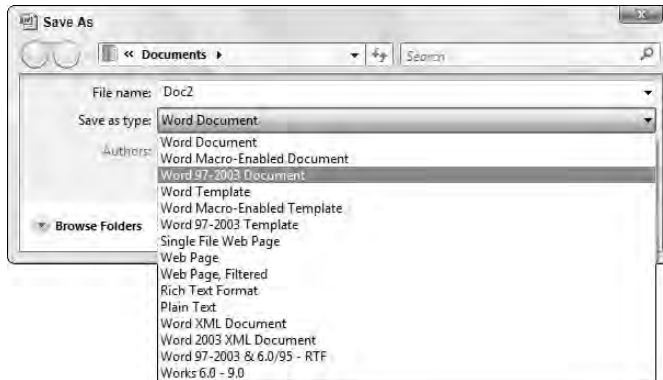 Save As
« Documents
Search
File name: Doc2
Save as type: Word Document
Authors:
Word Document
Word Macro-Enabled Document
Word 97-2003 Document
Word Template
Word Macro-Enabled Template
Word 97-2003 Template
Browse Folders
Single File Web Page
Web Page
Web Page, Filtered
Rich Text Format
Plain Text
Word XML Document
Word 2003 XML Document
Word 97-2003 & 6.0/95 - RTF
Works 6.0 - 9.0